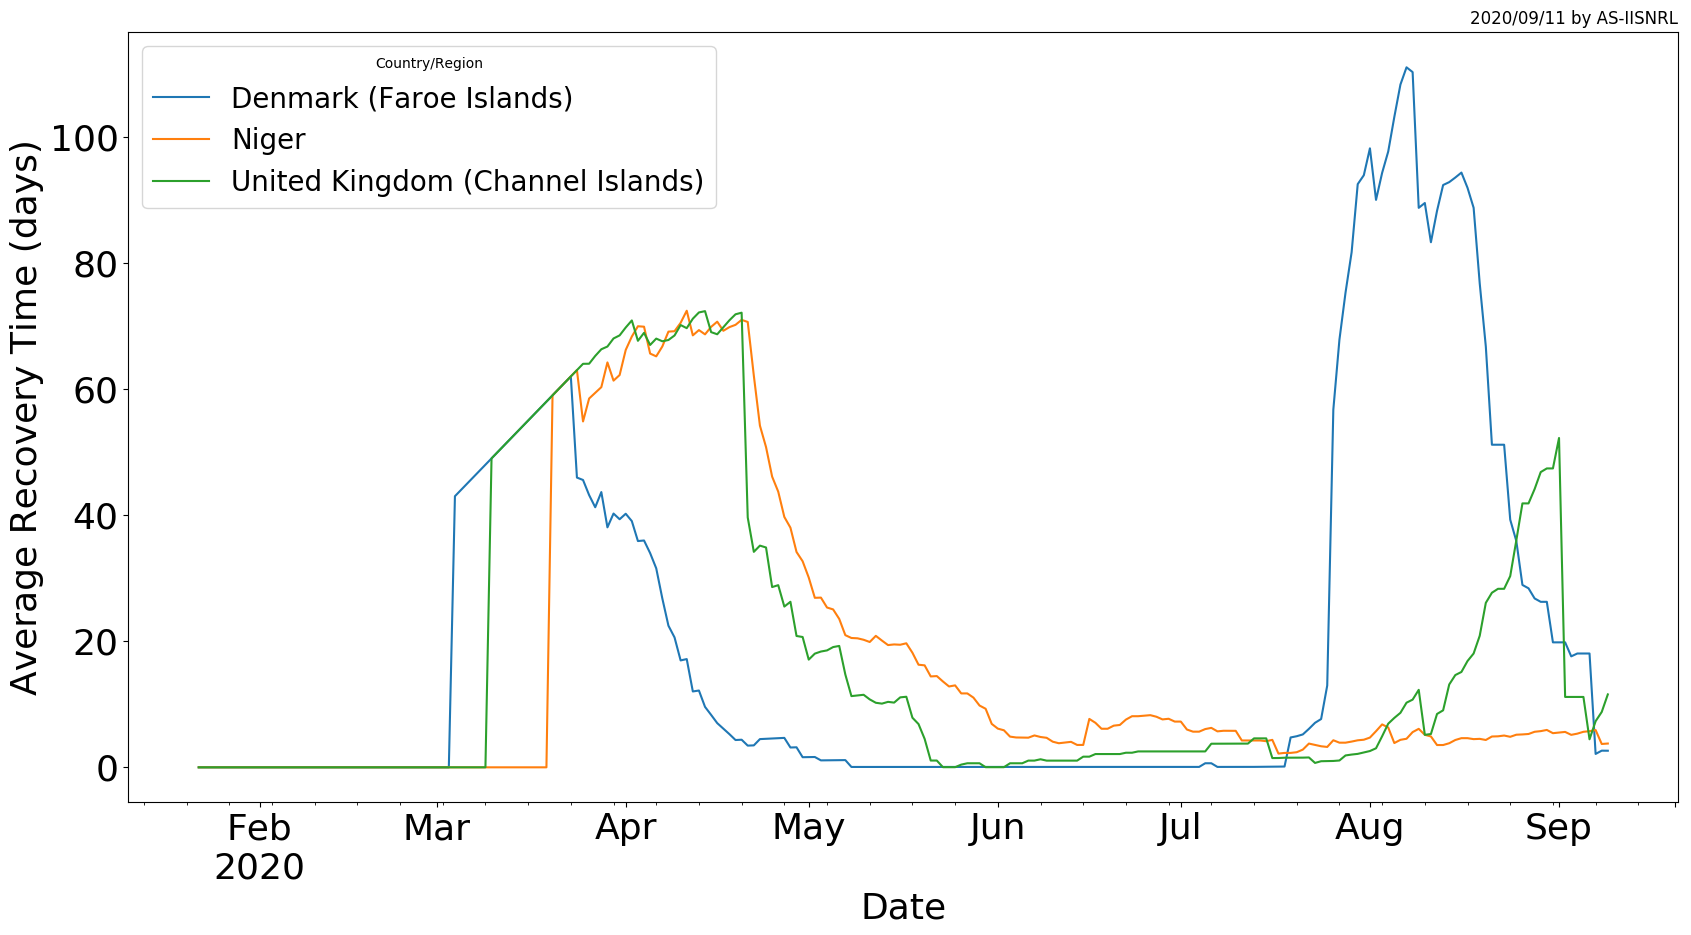 2020/09/11 by AS-IISNRL
Country/Region
Denmark (Faroe Islands)
Niger
United Kingdom (Channel Islands)
Average Recovery Time (days)
100
80
60
40
20
0
Feb Mar Apr May Jun Jul Aug Sep
2020
Date